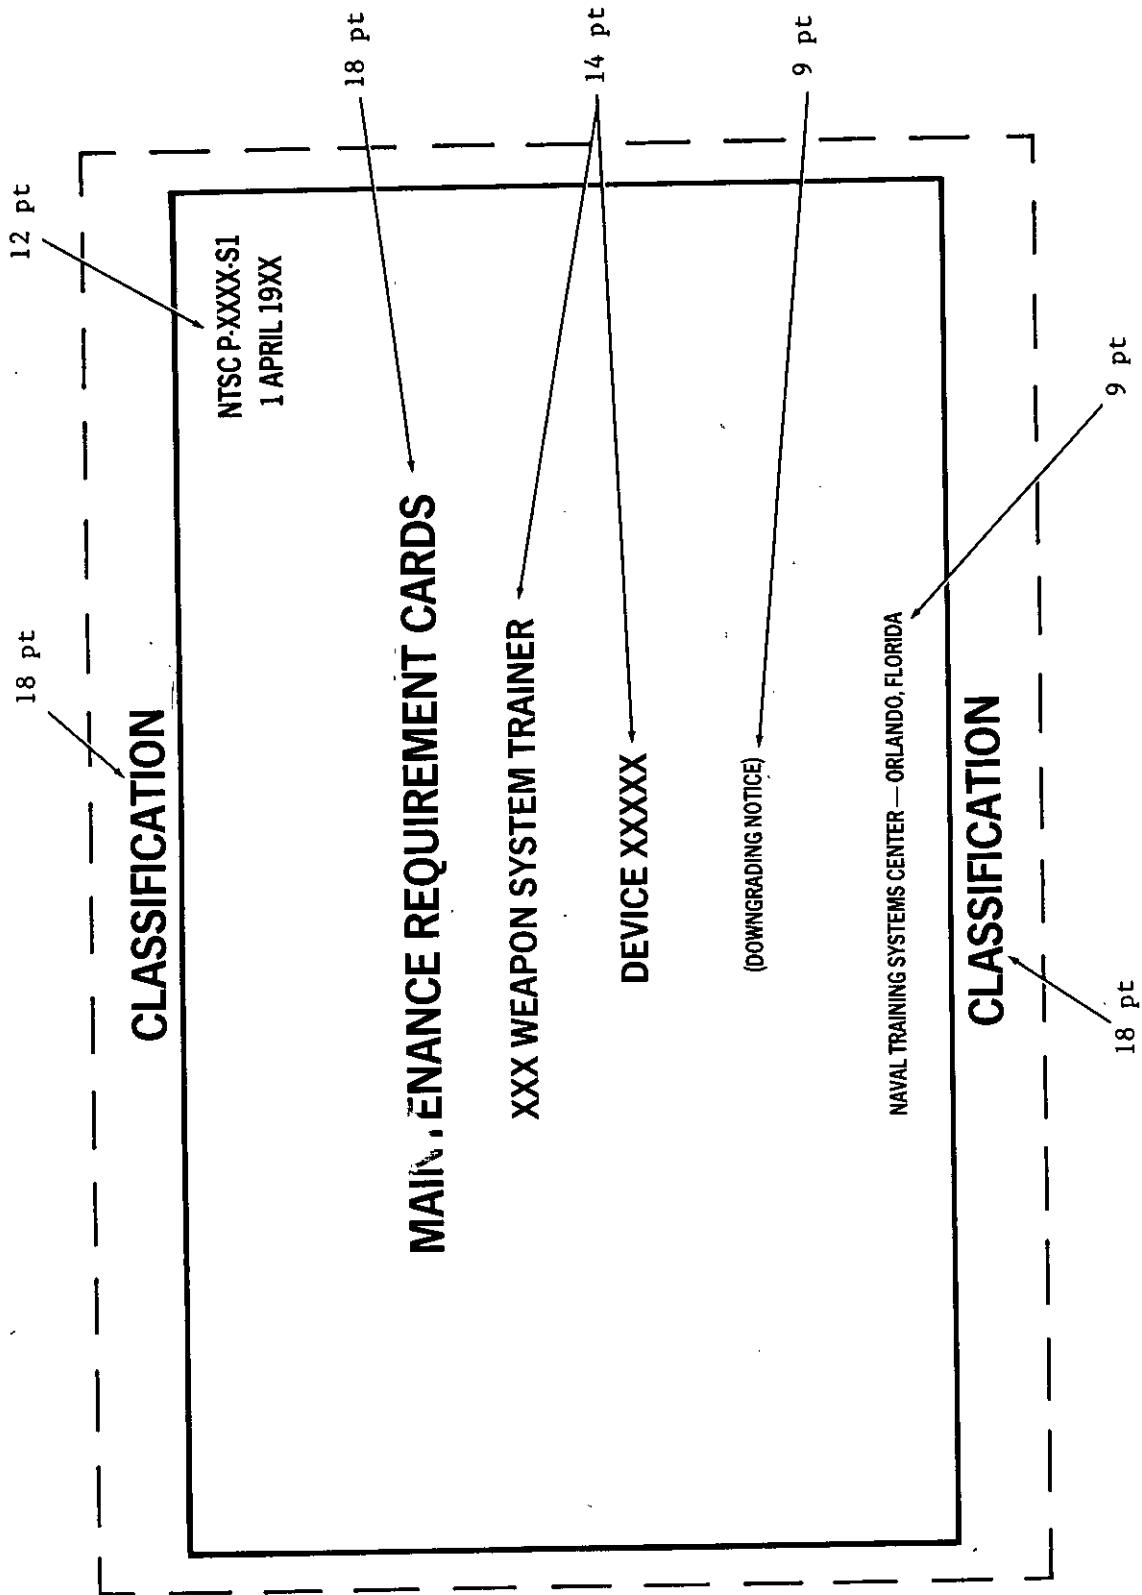 12 pt
18 pt
CLASSIFICATION
NTSC P-XXXX-S1
1 APRIL 19XX
18 pt
MAINTENANCE REQUIREMENT CARDS
XXX WEAPON SYSTEM TRAINER
14 pt
DEVICE XXXXX
(DOWNGRADING NOTICE)
9 pt
NAVAL TRAINING SYSTEMS CENTER — ORLANDO, FLORIDA
CLASSIFICATION
9 pt
18 pt